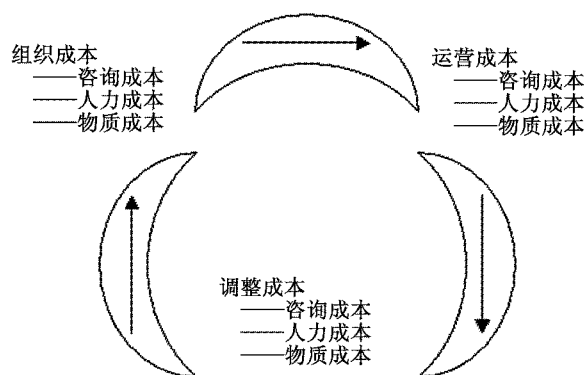 组织成本
——咨询成本
——人力成本
——物质成本
运营成本
——咨询成本
——人力成本
——物质成本
调整成本
——咨询成本
——人力成本
——物质成本